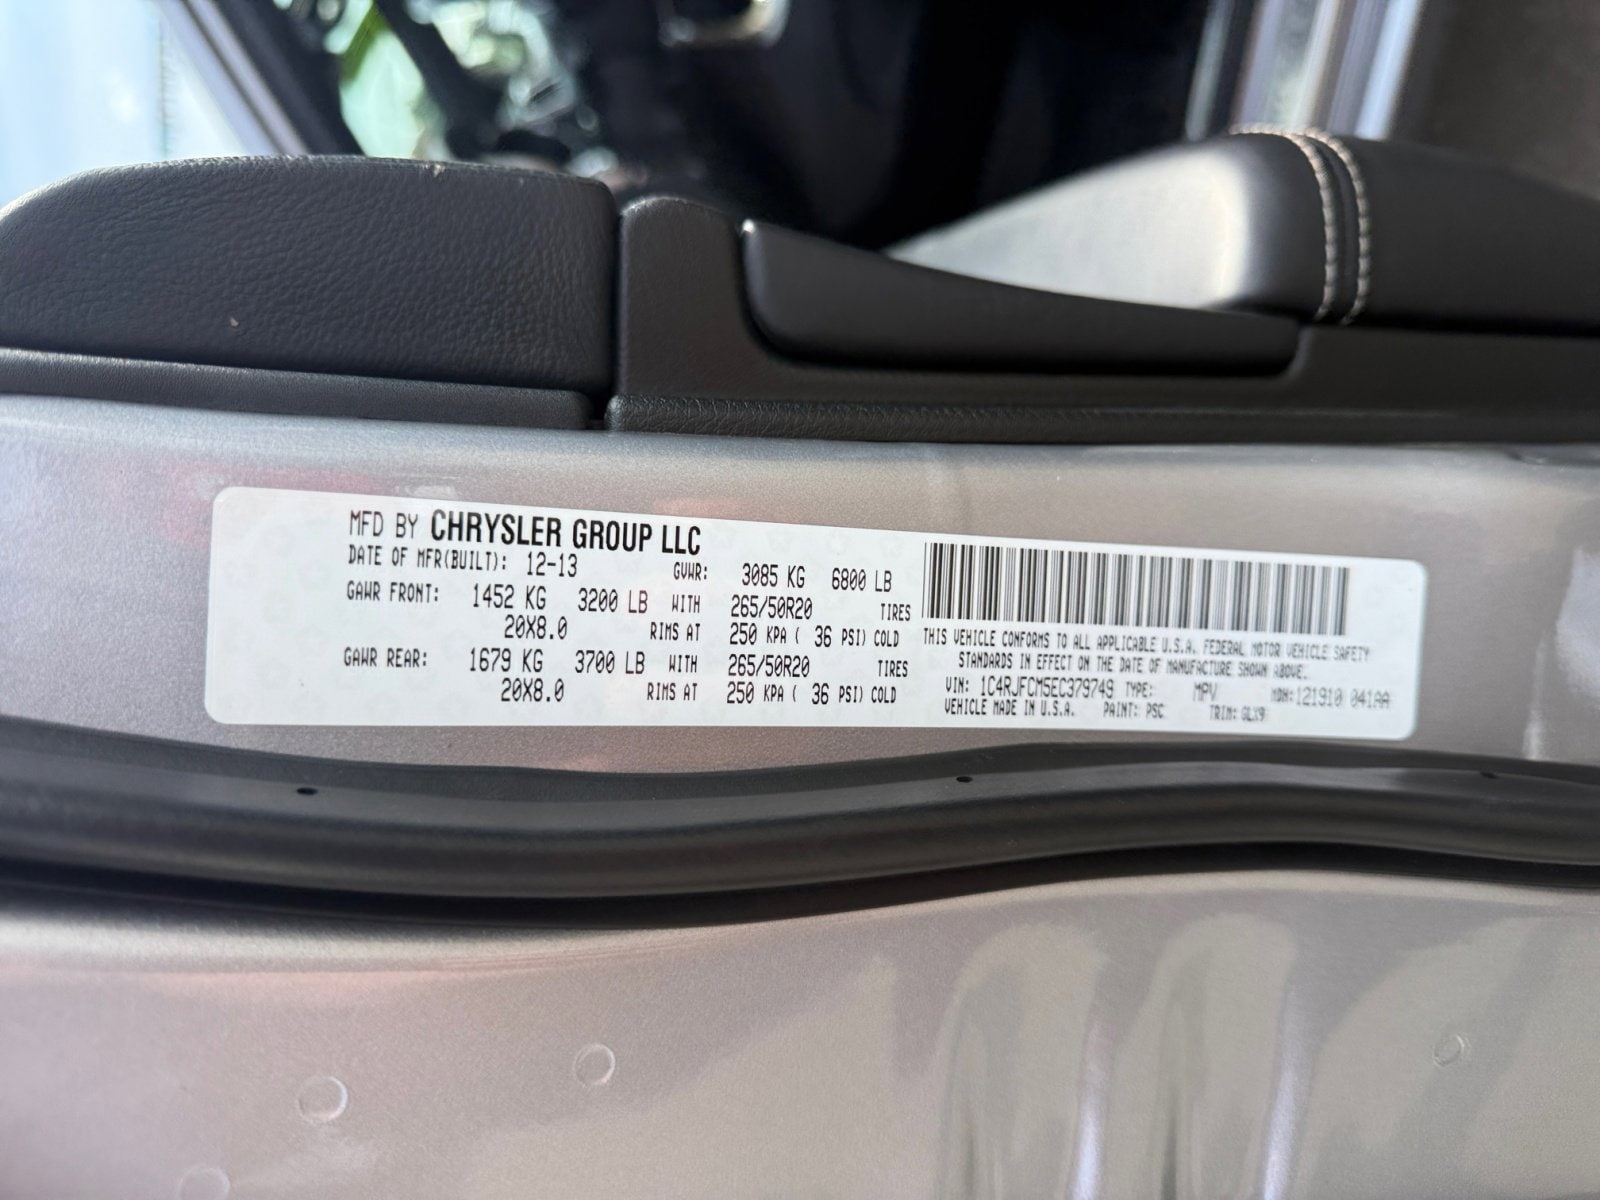 MFD BY CHRYSLER GROUP LLC
DATE OF MFR(BUILT): 12-13 GVWR: 3085 KG 6800 LB
GAWR FRONT: 1452 KG 3200 LB WITH 265/50R20 TIRES
20X8.0 RIMS AT 250 KPA ( 36 PSI) COLD
GAWR REAR: 1679 KG 3700 LB WITH 265/50R20 TIRES
20X8.0 RIMS AT 250 KPA ( 36 PSI) COLD
THIS VEHICLE CONFORMS TO ALL APPLICABLE U.S.A. FEDERAL MOTOR VEHICLE SAFETY
STANDARDS IN EFFECT ON THE DATE OF MANUFACTURE SHOWN ABOVE.
VIN: 1C4RJFCM5EC379749 TYPE: MPV MDH: 121910 041AA
VEHICLE MADE IN U.S.A. PAINT: PSC TRIM: GLX9